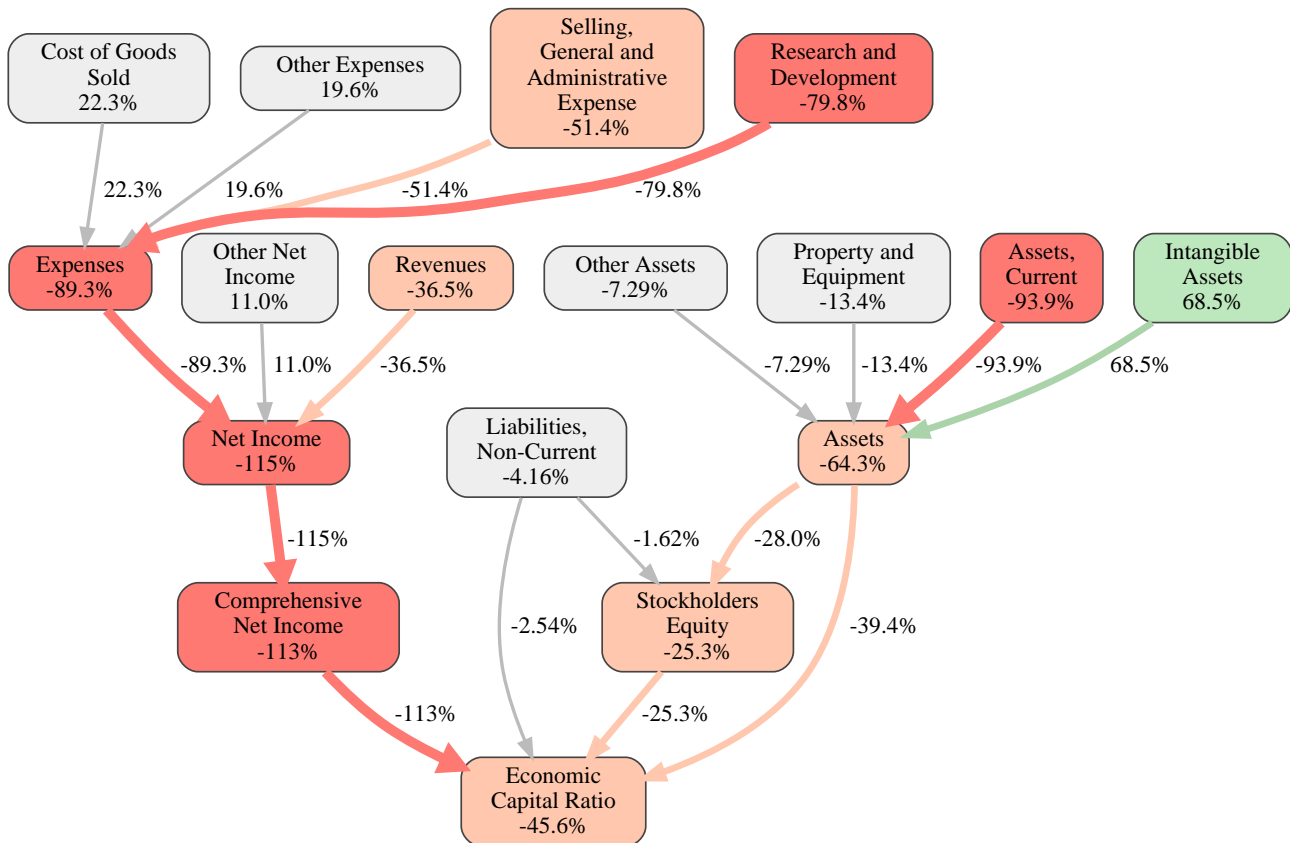 Cost of Goods
Sold
22.3%
Other Expenses
19.6%
Selling,
General and
Administrative
Expense
-51.4%
Research and
Development
-79.8%
22.3%
19.6%
-51.4%
-79.8%
Expenses
-89.3%
Other Net
Income
11.0%
Revenues
-36.5%
Other Assets
-7.29%
Property and
Equipment
-13.4%
Assets,
Current
-93.9%
Intangible
Assets
68.5%
-89.3%
11.0%
-36.5%
-7.29%
-13.4%
-93.9%
68.5%
Net Income
-115%
Liabilities,
Non-Current
-4.16%
Assets
-64.3%
-115%
-1.62%
-28.0%
Comprehensive
Net Income
-113%
-2.54%
Stockholders
Equity
-25.3%
-39.4%
-113%
-25.3%
Economic
Capital Ratio
-45.6%